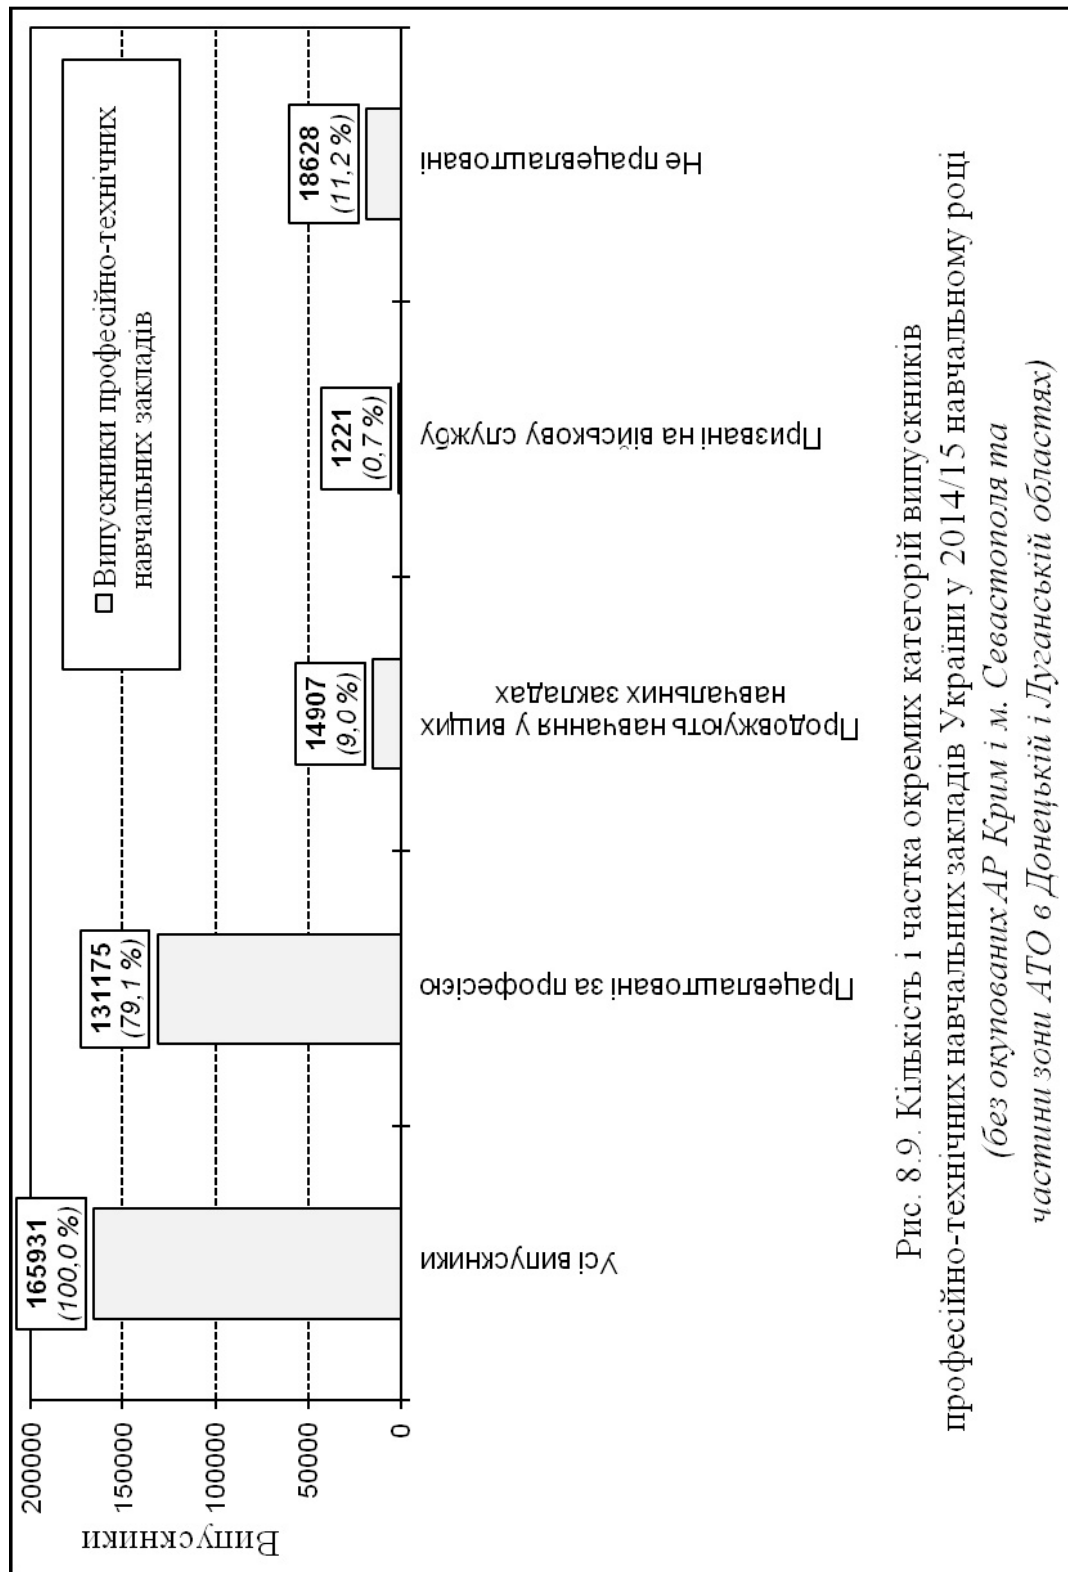 Випускники
200000
150000
100000
50000
0
Випускники професійно-технічних
навчальних закладів
165931
(100,0 %)
131175
(79,1 %)
14907
(9,0 %)
1221
(0,7 %)
18628
(11,2 %)
Усі випускники
Працевлаштовані за професією
Продовжують навчання у вищих
навчальних закладах
Призвані на військову службу
Не працевлаштовані
Рис. 8.9. Кількість і частка окремих категорій випускників
професійно-технічних навчальних закладів України у 2014/15 навчальному році
(без окупованих АР Крим і м. Севастополя та
частини зони АТО в Донецькій і Луганській областях)